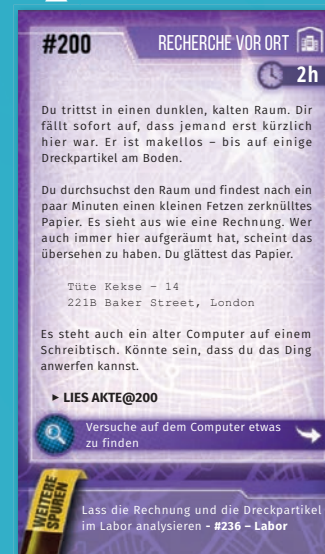 #200
RECHERCHE VOR ORT
2h
Du trittst in einen dunklen, kalten Raum. Dir
fällt sofort auf, dass jemand erst kürzlich
hier war. Er ist makellos – bis auf einige
Dreckpartikel am Boden.
Du durchsuchst den Raum und findest nach ein
paar Minuten einen kleinen Fetzen zerknülltes
Papier. Es sieht aus wie eine Rechnung. Wer
auch immer hier aufgeräumt hat, scheint das
übersehen zu haben. Du glättest das Papier.
Tüte Kekse – 14
221B Baker Street, London
Es steht auch ein alter Computer auf einem
Schreibtisch. Könnte sein, dass du das Ding
anwerfen kannst.
▸ LIES AKTE@200
Versuche auf dem Computer etwas
zu finden
WEITERE
SPUREN
Lass die Rechnung und die Dreckpartikel
im Labor analysieren - #236 – Labor